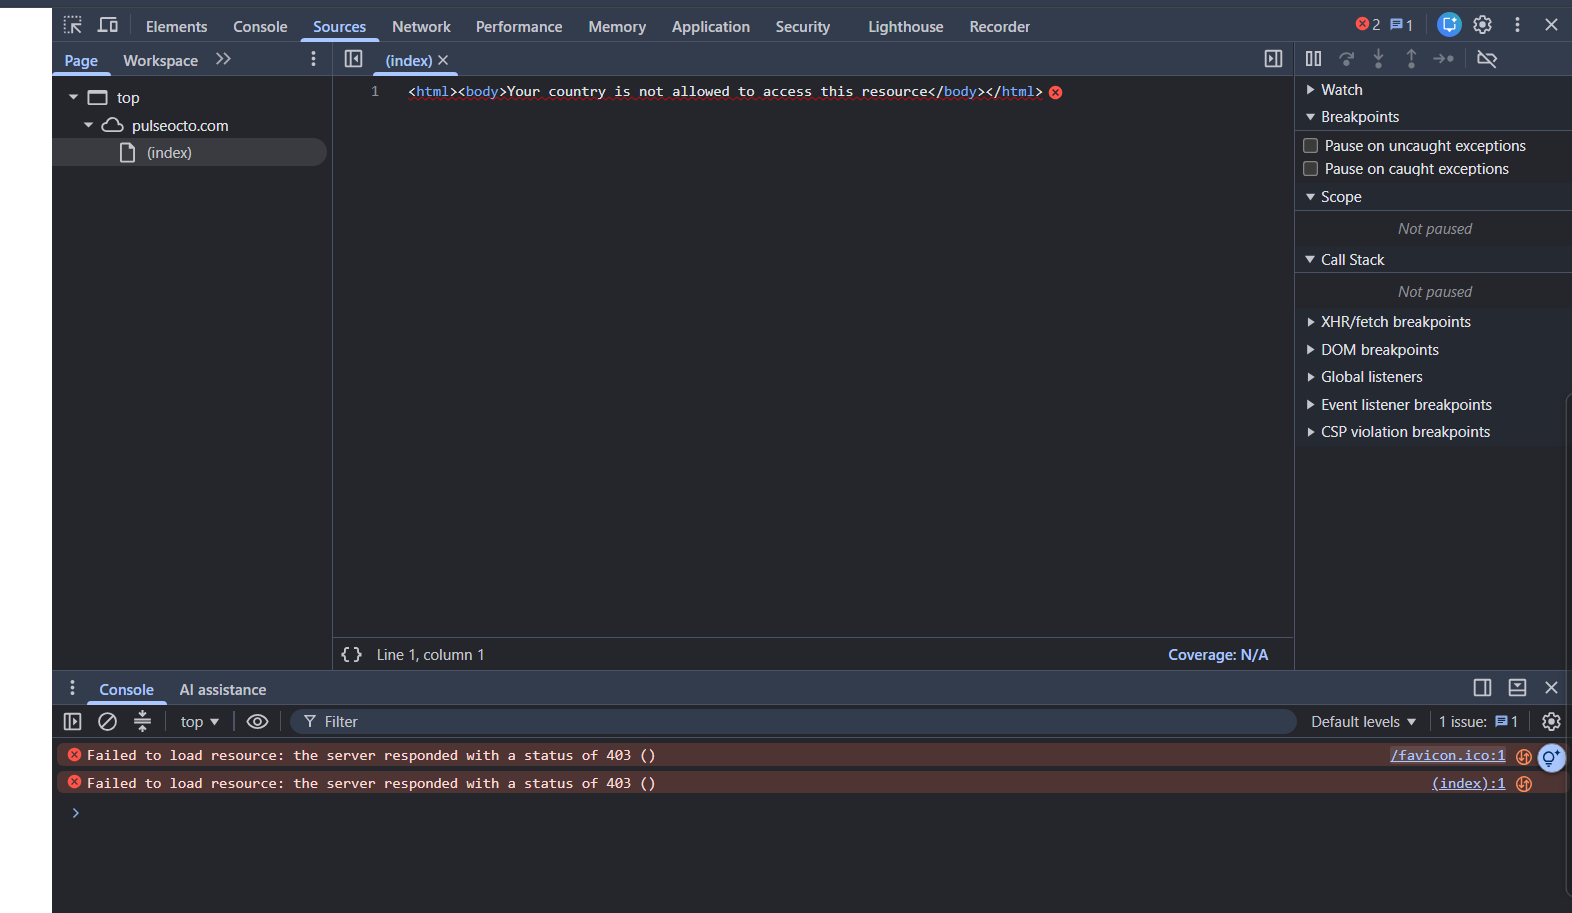 Elements Console Sources Network Performance Memory Application Security Lighthouse Recorder 2 1
Page Workspace
(index)
top
pulseocto.com
(index)
1 <html><body>Your country is not allowed to access this resource</body></html>
Watch
Breakpoints
Pause on uncaught exceptions
Pause on caught exceptions
Scope
Not paused
Call Stack
Not paused
XHR/fetch breakpoints
DOM breakpoints
Global listeners
Event listener breakpoints
CSP violation breakpoints
{} Line 1, column 1 Coverage: N/A
Console AI assistance
top Filter Default levels 1 issue: 1
Failed to load resource: the server responded with a status of 403 () /favicon.ico:1
Failed to load resource: the server responded with a status of 403 () (index):1